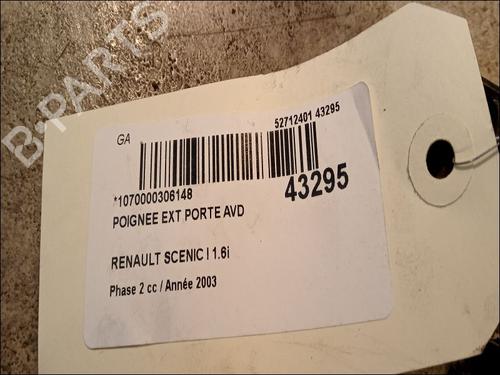 B-PARTS
GA
52712401 43295
*1070000306148
43295
POIGNEE EXT PORTE AVD
RENAULT SCENIC I 1.6i
Phase 2 cc / Année 2003